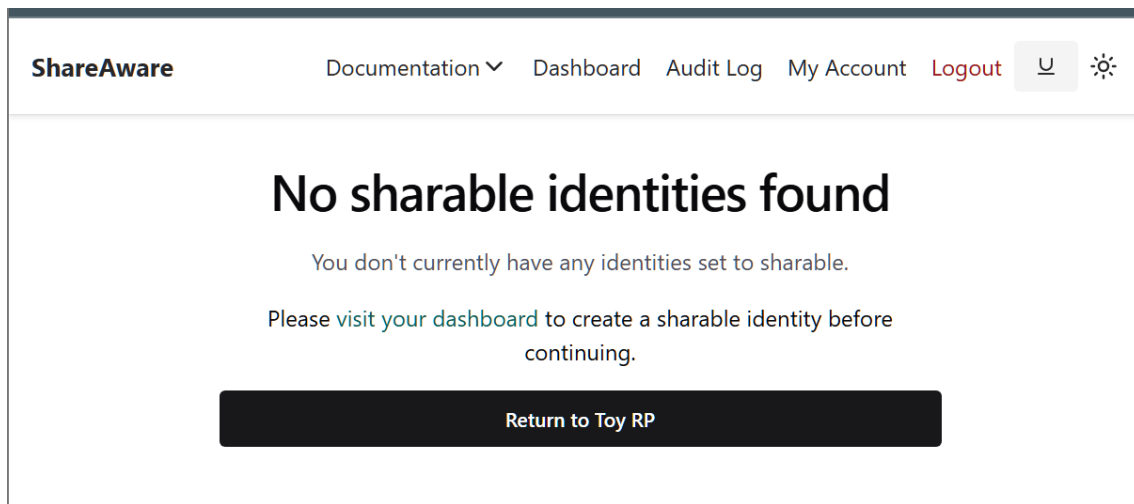 ShareAware Documentation Dashboard Audit Log My Account Logout U
No sharable identities found
You don't currently have any identities set to sharable.
Please visit your dashboard to create a sharable identity before
continuing.
Return to Toy RP